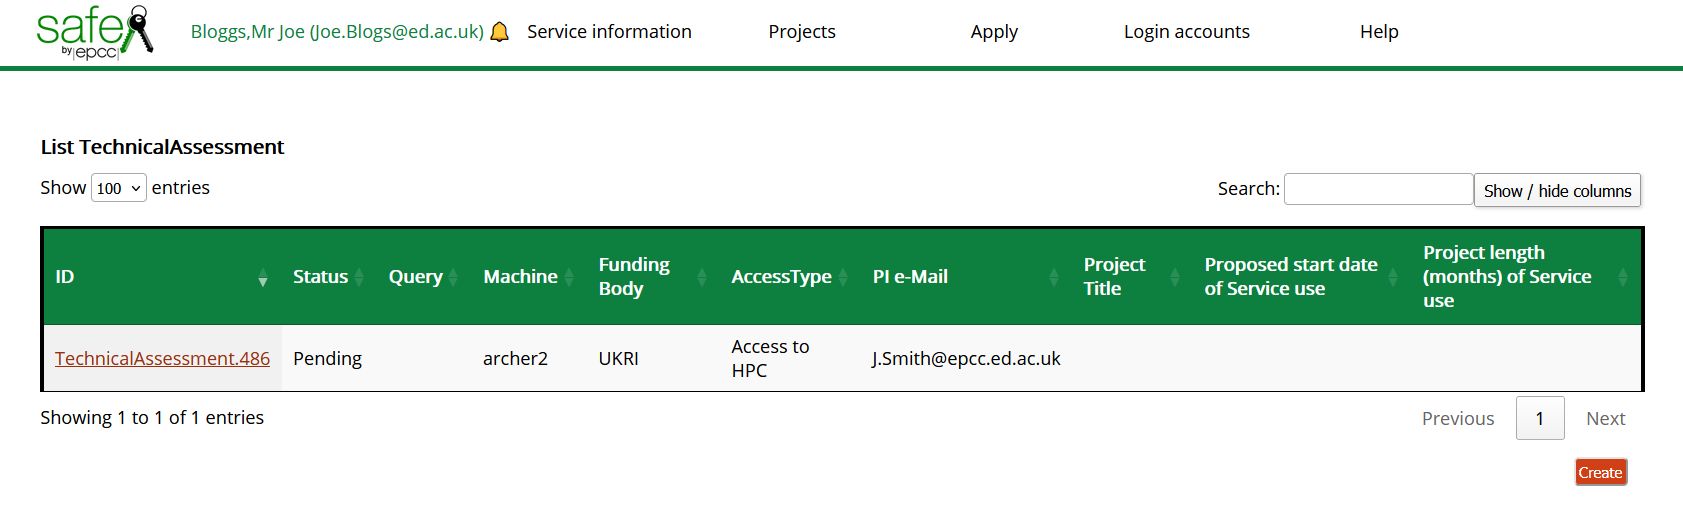 safe
by |epcc|
Bloggs,Mr Joe (Joe.Blogs@ed.ac.uk) Service information Projects Apply Login accounts Help
List TechnicalAssessment
Show 100 entries
Search: Show / hide columns
ID Status Query Machine Funding Body AccessType PI e-Mail Project Title Proposed start date of Service use Project length (months) of Service use
TechnicalAssessment.486 Pending archer2 UKRI Access to HPC J.Smith@epcc.ed.ac.uk
Showing 1 to 1 of 1 entries
Previous 1 Next
Create